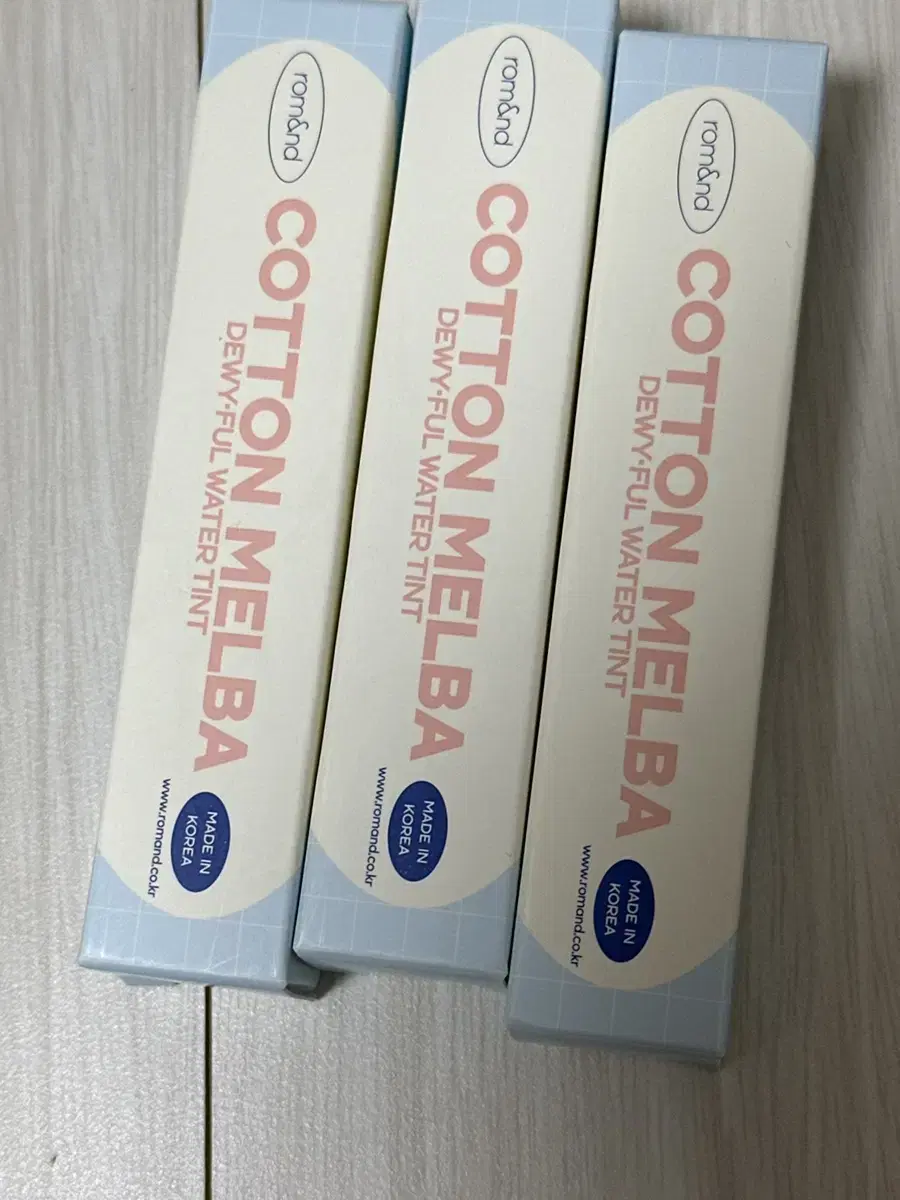 rom&nd
COTTON MELBA
DEWY·FUL WATER TINT
MADE IN
KOREA
www.romand.co.kr
rom&nd
COTTON MELBA
DEWY·FUL WATER TINT
MADE IN
KOREA
www.romand.co.kr
rom&nd
COTTON MELBA
DEWY·FUL WATER TINT
MADE IN
KOREA
www.romand.co.kr